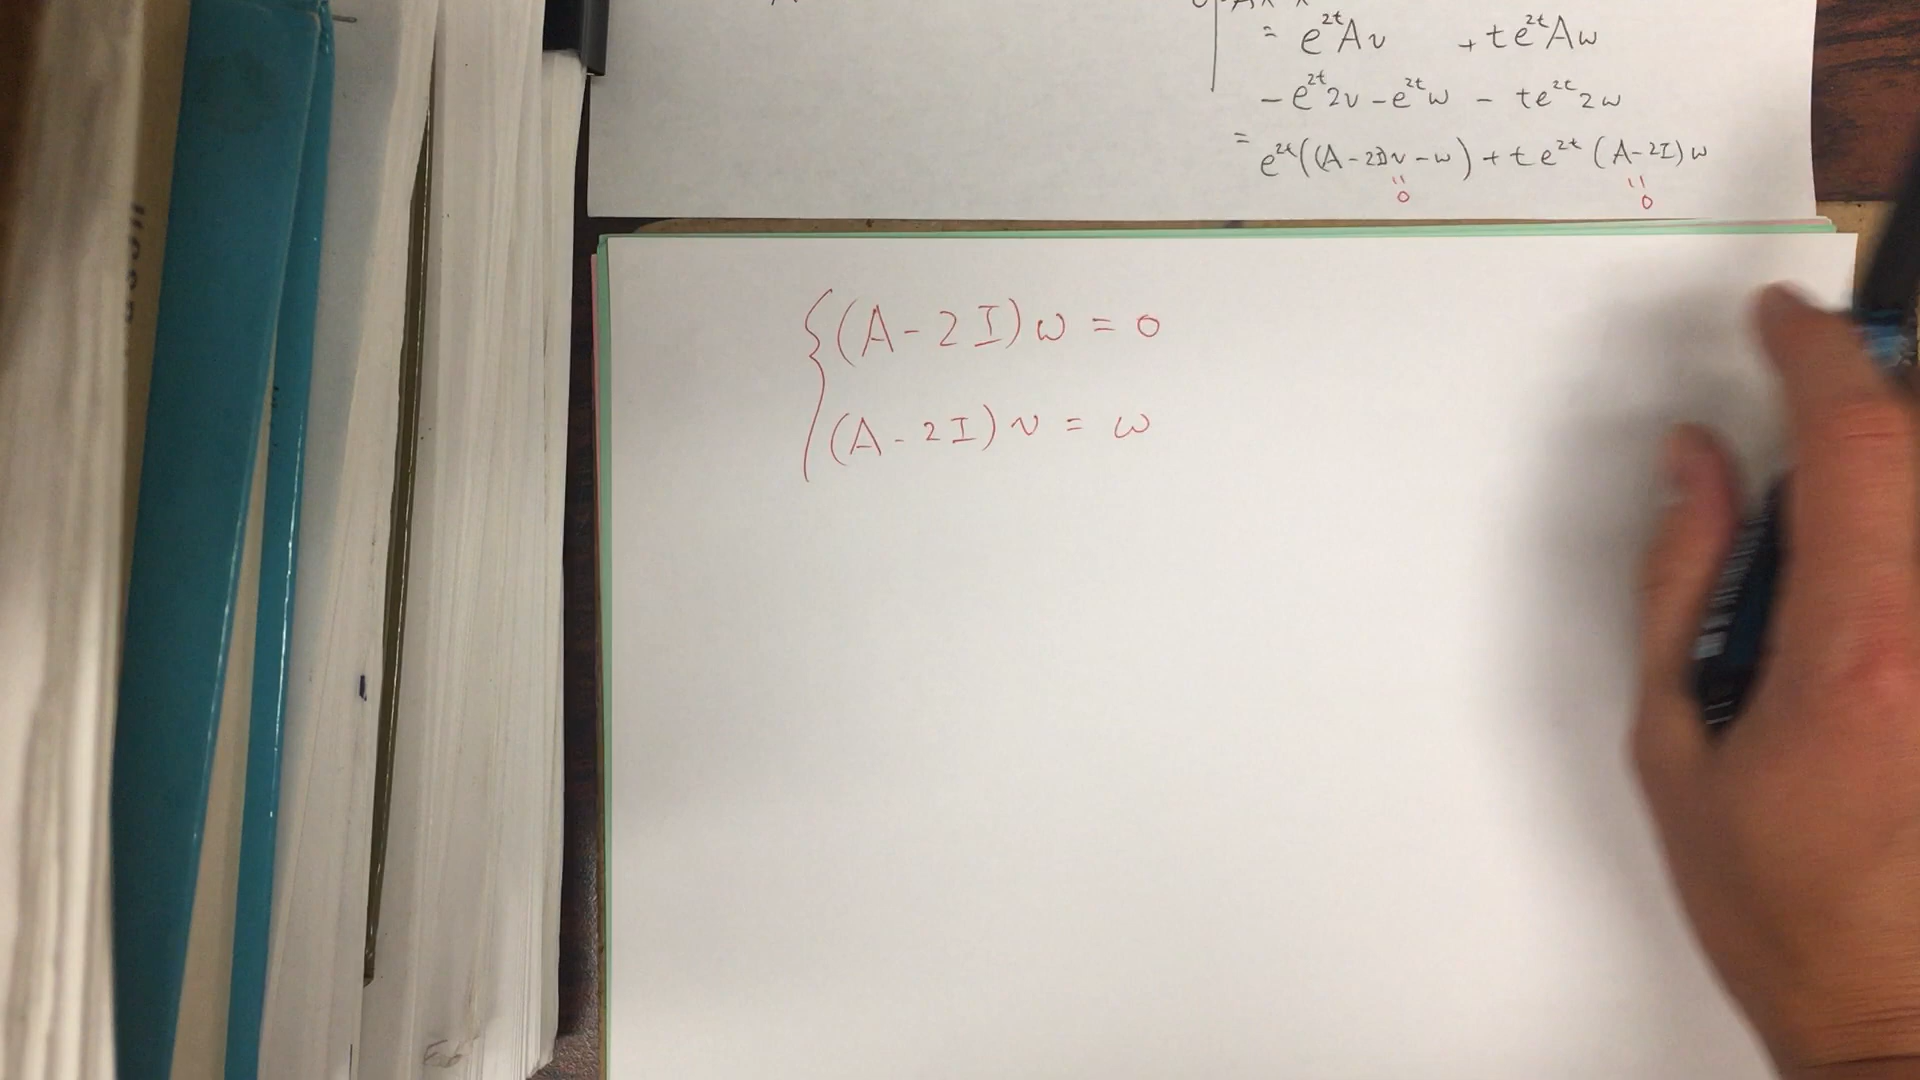 = e^{2t}Av + te^{2t}Aw
- e^{2t}2v - e^{2t}w - te^{2t}2w
= e^{2t}((A-2I)v - w) + te^{2t}(A-2I)w
" "
0 0
(A-2I)w = 0
(A-2I)v = w